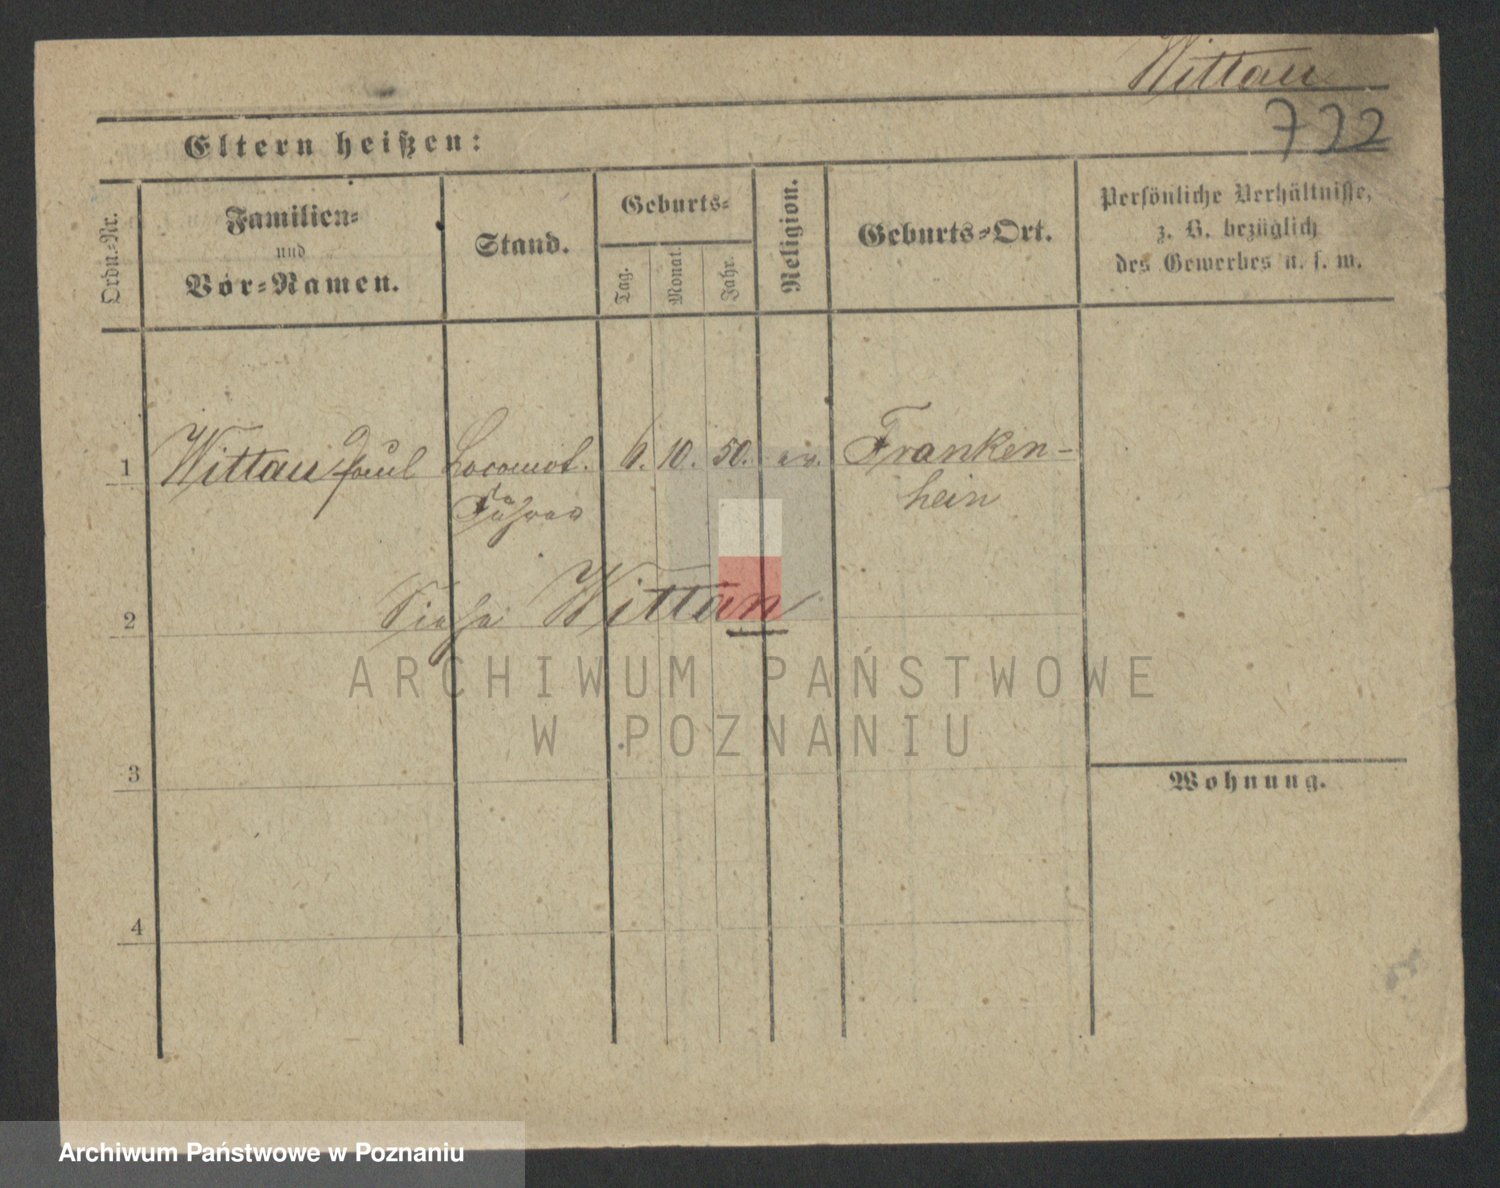 Wittau
722
Eltern heißen:
Ordn.-Nr.
Familien-
und
Vor-Namen.
Stand.
Geburts-
Tag.
Monat.
Jahr.
Religion.
Geburts-Ort.
Persönliche Verhältnisse,
z. B. bezüglich
des Gewerbes u. s. w.
1 Wittau Paul Locomot. 6. 10. 50. ev. Franken-
Führer hein
2 Siehe Wittan
ARCHIWUM PAŃSTWOWE
W POZNANIU
3
Wohnung.
4
Archiwum Państwowe w Poznaniu